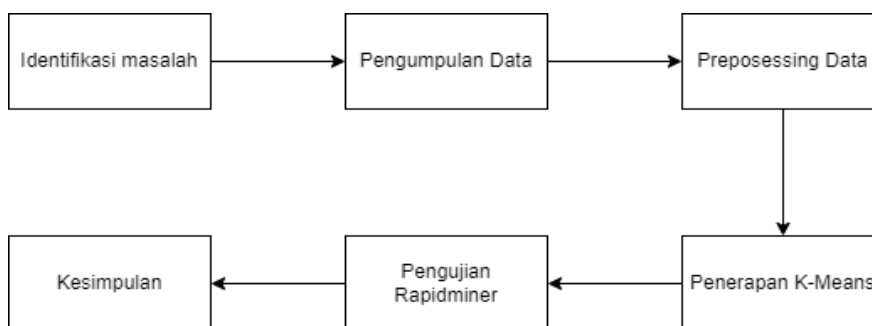 Identifikasi masalah
Pengumpulan Data
Preposessing Data
Penerapan K-Means
Pengujian
Rapidminer
Kesimpulan